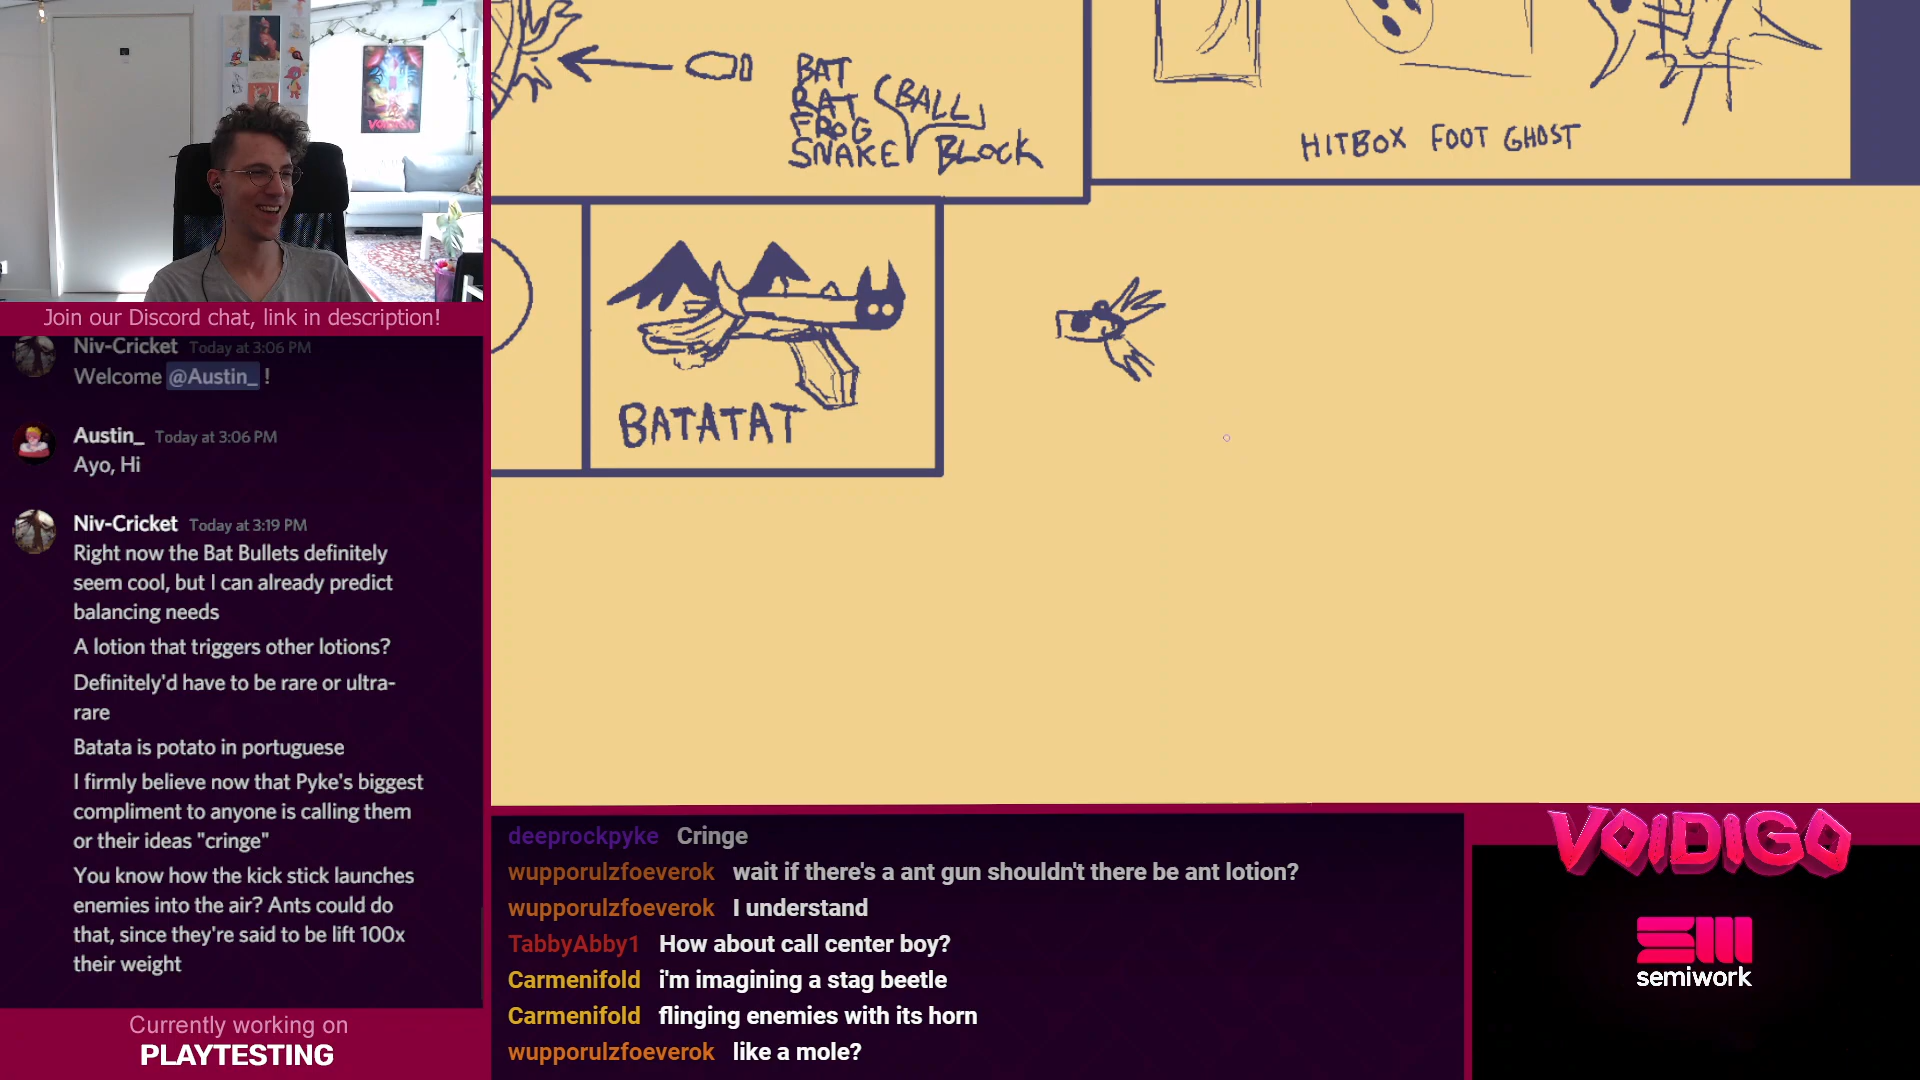 VOIDIGO
Join our Discord chat, link in description!
Niv-Cricket Today at 3:06 PM
Welcome @Austin_ !
Austin_ Today at 3:06 PM
Ayo, Hi
Niv-Cricket Today at 3:19 PM
Right now the Bat Bullets definitely
seem cool, but I can already predict
balancing needs
A lotion that triggers other lotions?
Definitely'd have to be rare or ultra-
rare
Batata is potato in portuguese
I firmly believe now that Pyke's biggest
compliment to anyone is calling them
or their ideas "cringe"
You know how the kick stick launches
enemies into the air? Ants could do
that, since they're said to be lift 100x
their weight
Currently working on
PLAYTESTING
BAT
RAT (BALL)
FROG
SNAKE BLOCK
HITBOX FOOT GHOST
BATATAT
deeprockpyke Cringe
wupporulzfoeverok wait if there's a ant gun shouldn't there be ant lotion?
wupporulzfoeverok I understand
TabbyAbby1 How about call center boy?
Carmenifold i'm imagining a stag beetle
Carmenifold flinging enemies with its horn
wupporulzfoeverok like a mole?
VOIDIGO
semiwork